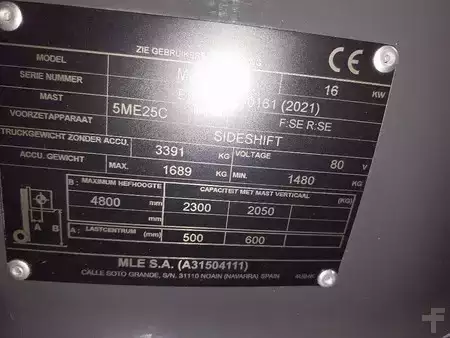 ZIE GEBRUIKS
MODEL M 16 KW
SERIE NUMMER 0161 (2021)
MAST 5ME25C F:SE R:SE
VOORZETAPPARAAT SIDESHIFT
TRUCKGEWICHT ZONDER ACCU. 3391 KG VOLTAGE 80 V
ACCU. GEWICHT MAX. 1689 KG MIN. 1480 KG
B : MAXIMUM HEFHOOGTE CAPACITEIT MET MAST VERTICAAL (KG)
4800 mm 2300 2050
A : LASTCENTRUM (mm) 500 600
A B
MLE S.A. (A31504111)
CALLE SOTO GRANDE, S/N. 31110 NOAIN (NAVARRA) SPAIN
CE